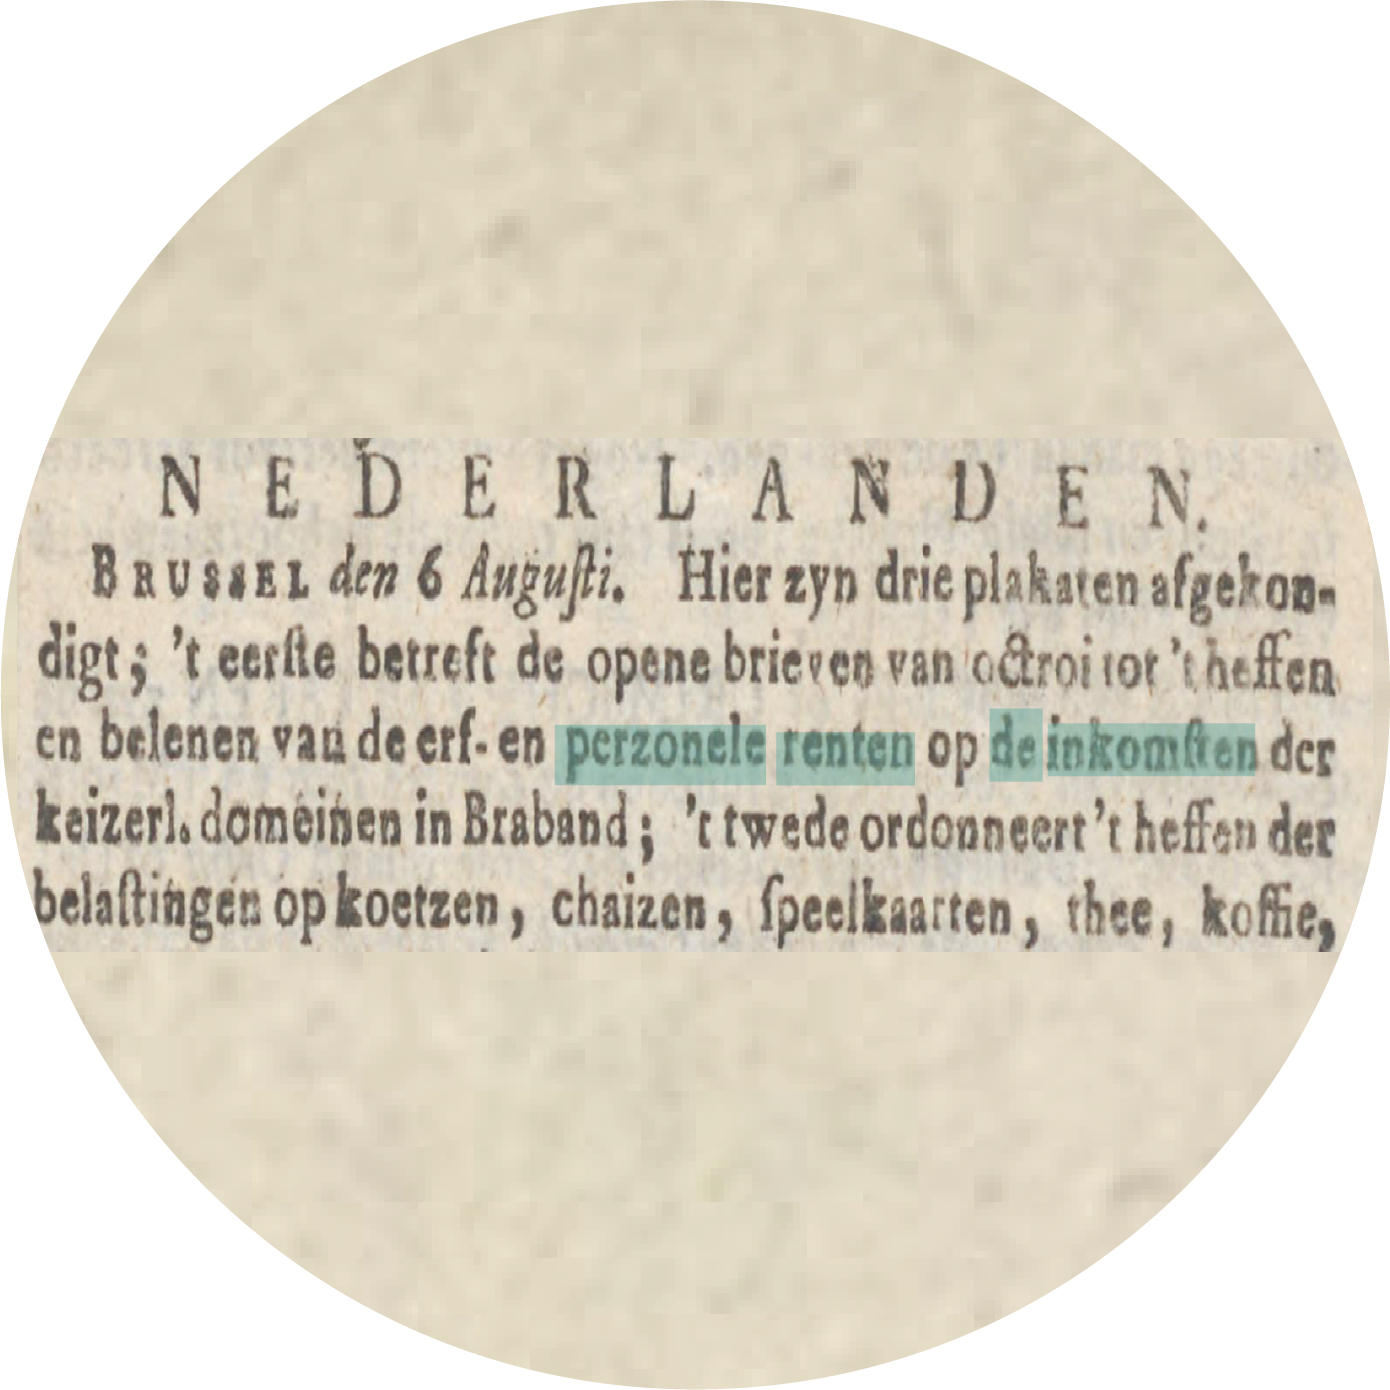 NEDERLANDEN.
BRUSSEL den 6 Auguſti. Hier zyn drie plakaten afgekon-
digt; 't eerſte betreft de opene brieven van octroi tot 't heffen
en belenen van de erf- en perzonele renten op de inkomſten der
keizerl. domeinen in Braband; 't twede ordonneert 't heffen der
belaſtingen op koetzen, chaizen, ſpeelkaarten, thee, koffie,